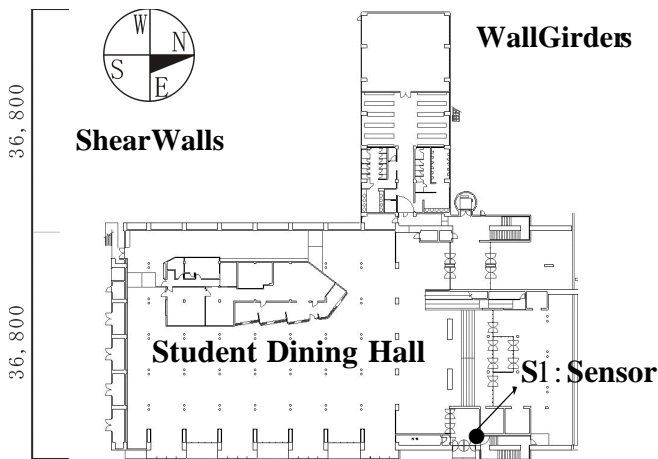 W
N
S
E
WallGirders
ShearWalls
36, 800
36, 800
Student Dining Hall
S1:Sensor